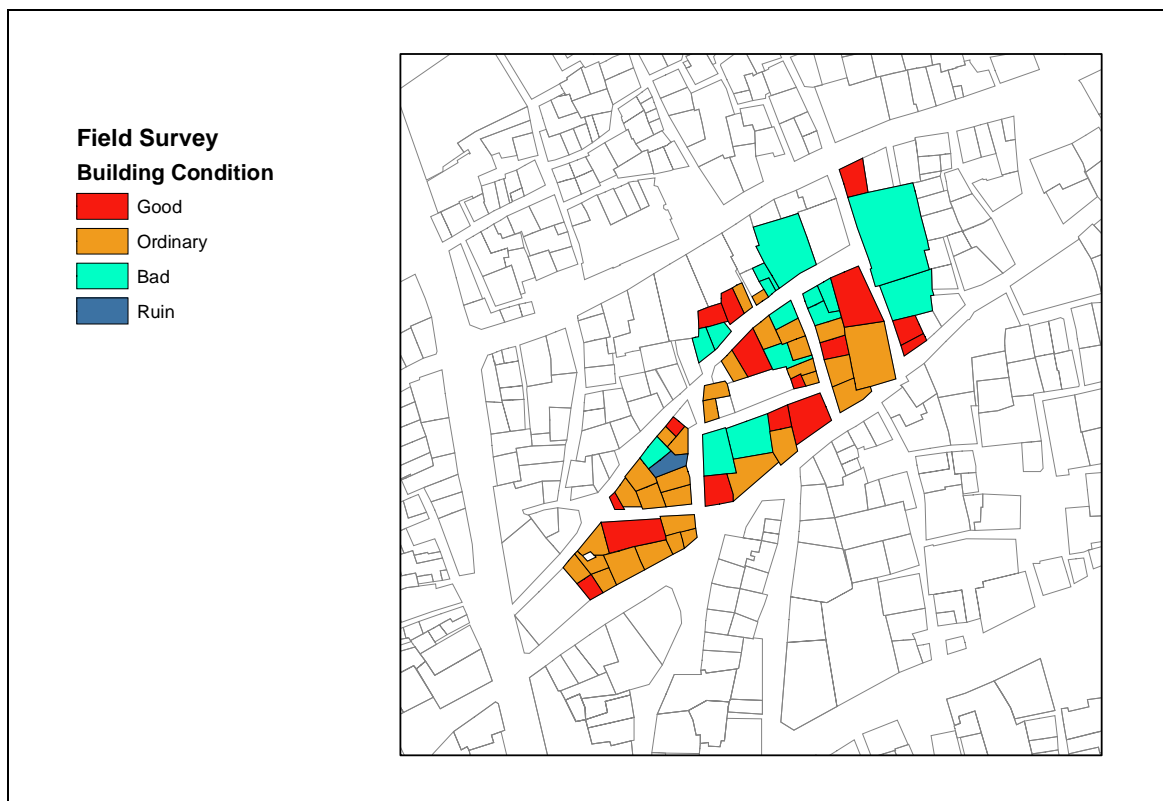 Field Survey
Building Condition
Good
Ordinary
Bad
Ruin